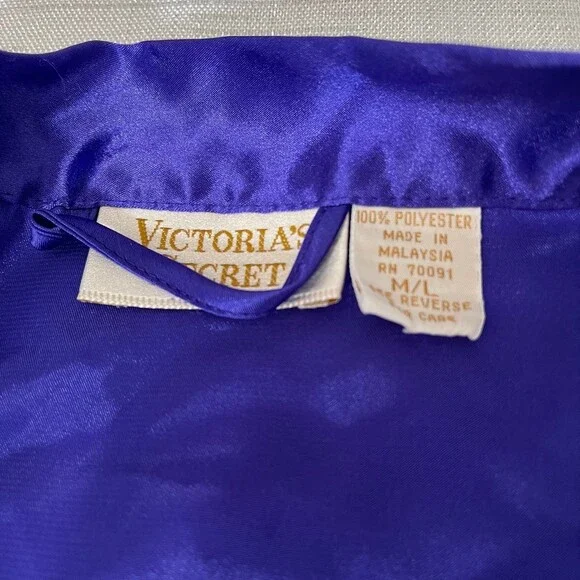 VICTORIA'S
SECRET
100% POLYESTER
MADE IN
MALAYSIA
RN 70091
M/L
REVERSE
CARE